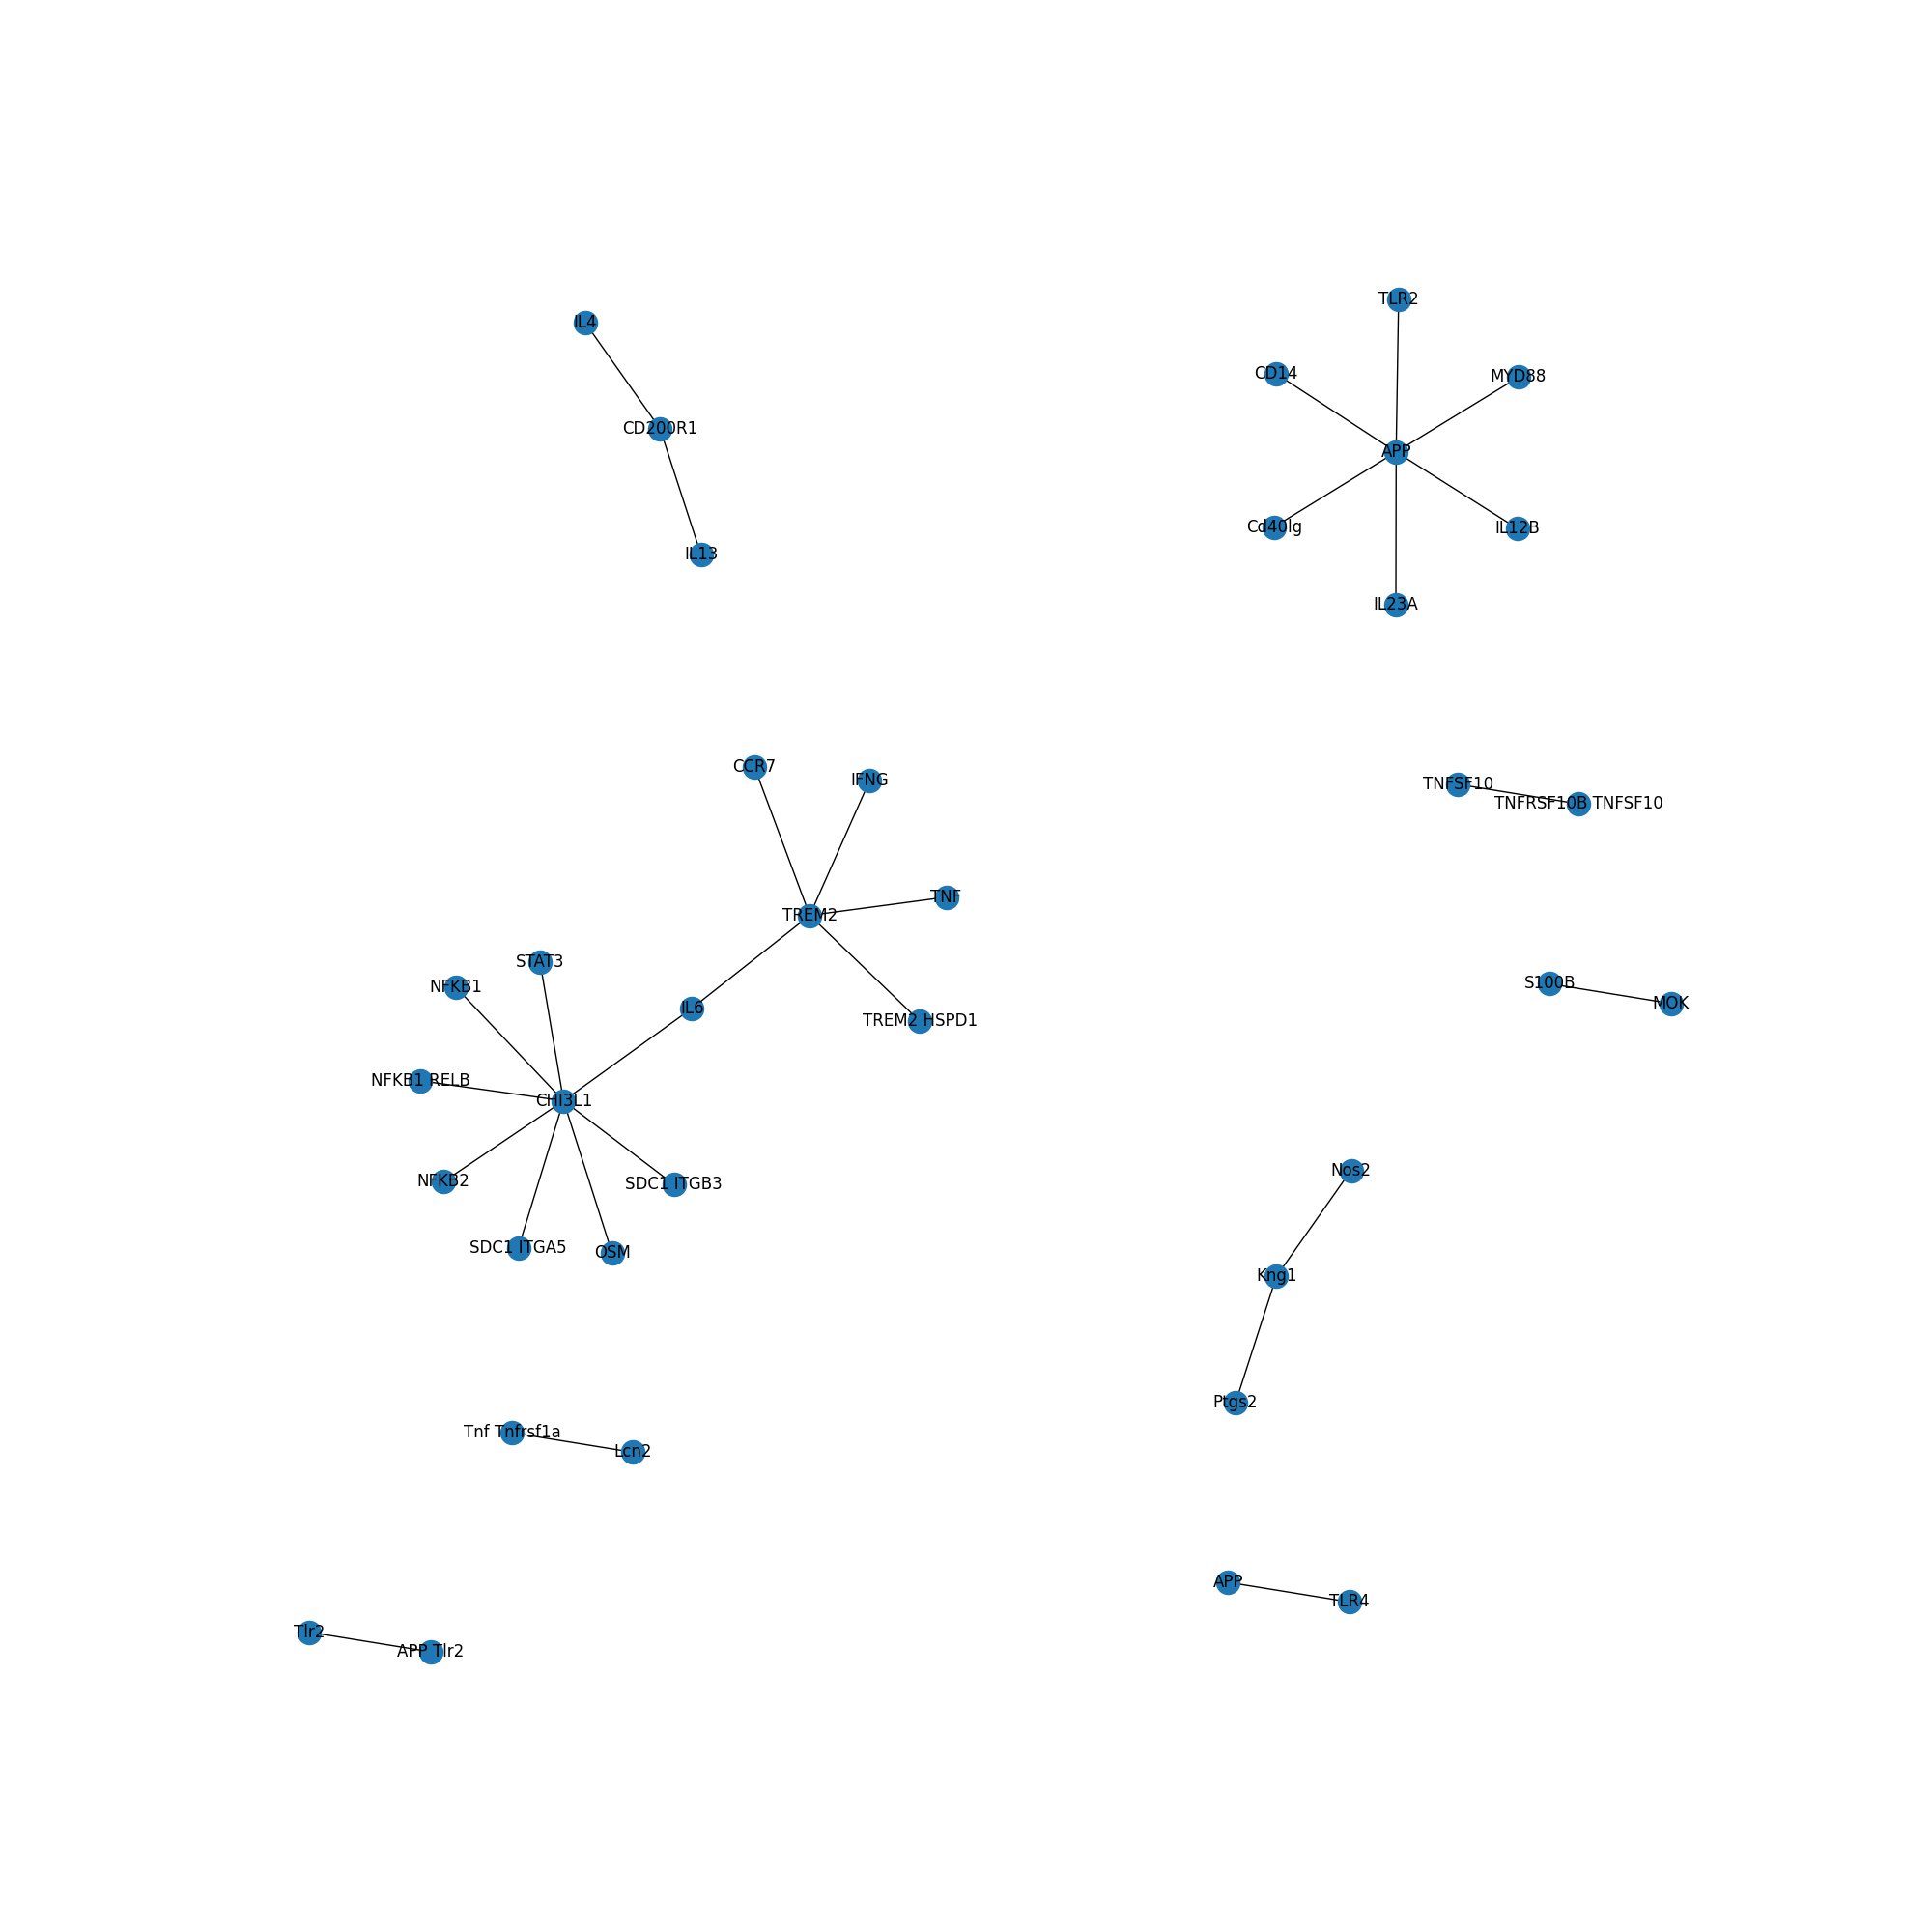 TLR2
IL4
CD14
MYD88
CD200R1
APP
Cd40lg
IL12B
IL13
IL23A
CCR7
IFNG
TNFSF10
TNFRSF10B TNFSF10
TNF
TREM2
STAT3
NFKB1
S100B
MOK
IL6
TREM2 HSPD1
NFKB1 RELB
CHI3L1
Nos2
NFKB2
SDC1 ITGB3
SDC1 ITGA5
OSM
Kng1
Ptgs2
Tnf Tnfrsf1a
Lcn2
APP
TLR4
Tlr2
APP Tlr2